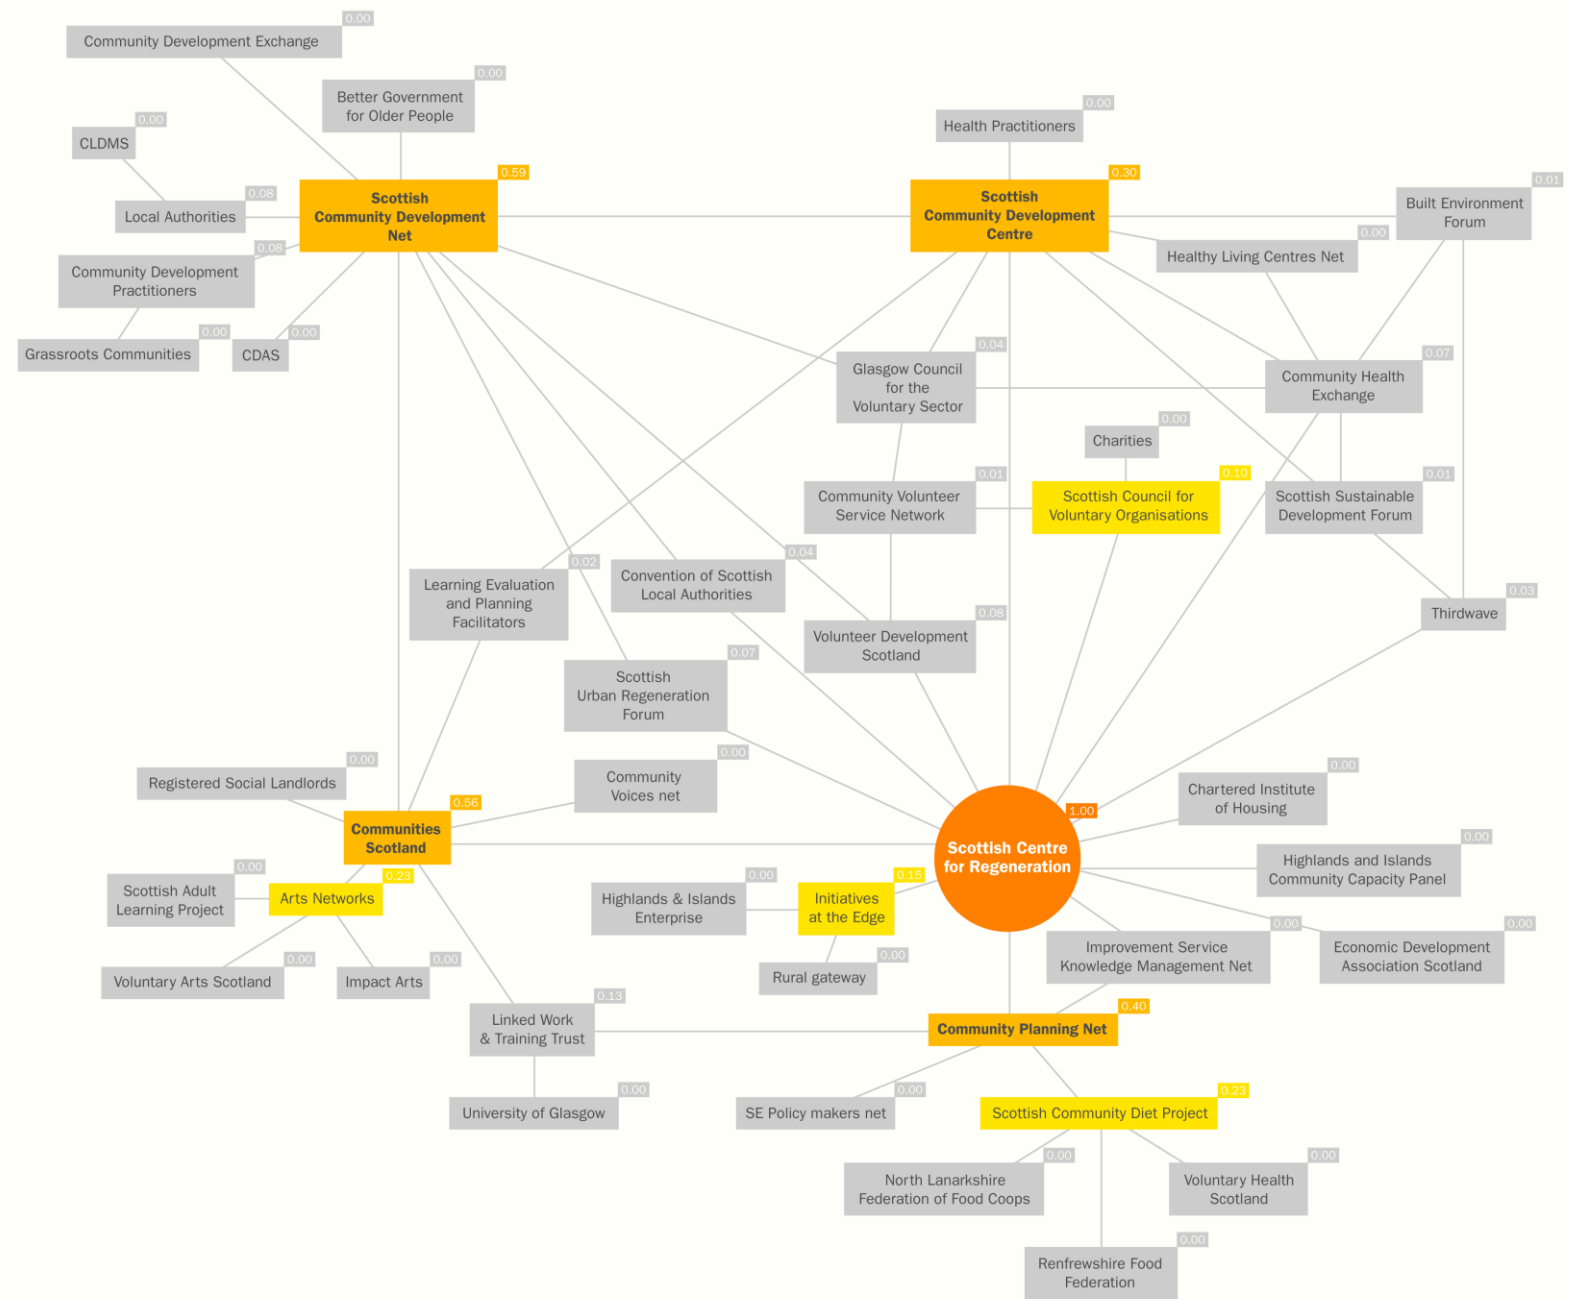 0.00
Community Development Exchange
0.00
Better Government
for Older People
0.00
CLDMS
0.00
Health Practitioners
0.59
Scottish
Community Development
Net
0.30
Scottish
Community Development
Centre
0.01
Built Environment
Forum
0.08
Local Authorities
0.00
Healthy Living Centres Net
0.08
Community Development
Practitioners
0.00
Grassroots Communities
0.00
CDAS
0.04
Glasgow Council
for the
Voluntary Sector
0.07
Community Health
Exchange
0.00
Charities
0.01
Community Volunteer
Service Network
0.10
Scottish Council for
Voluntary Organisations
0.01
Scottish Sustainable
Development Forum
0.02
Learning Evaluation
and Planning
Facilitators
0.04
Convention of Scottish
Local Authorities
0.03
Thirdwave
0.08
Volunteer Development
Scotland
0.07
Scottish
Urban Regeneration
Forum
0.00
Registered Social Landlords
0.00
Community
Voices net
0.00
Chartered Institute
of Housing
0.56
Communities
Scotland
1.00
Scottish Centre
for Regeneration
0.00
Highlands and Islands
Community Capacity Panel
0.00
Scottish Adult
Learning Project
0.23
Arts Networks
0.00
Highlands & Islands
Enterprise
0.15
Initiatives
at the Edge
0.00
Improvement Service
Knowledge Management Net
0.00
Economic Development
Association Scotland
0.00
Voluntary Arts Scotland
0.00
Impact Arts
0.00
Rural gateway
0.13
Linked Work
& Training Trust
0.40
Community Planning Net
0.00
University of Glasgow
0.00
SE Policy makers net
0.23
Scottish Community Diet Project
0.00
North Lanarkshire
Federation of Food Coops
0.00
Voluntary Health
Scotland
0.00
Renfrewshire Food
Federation